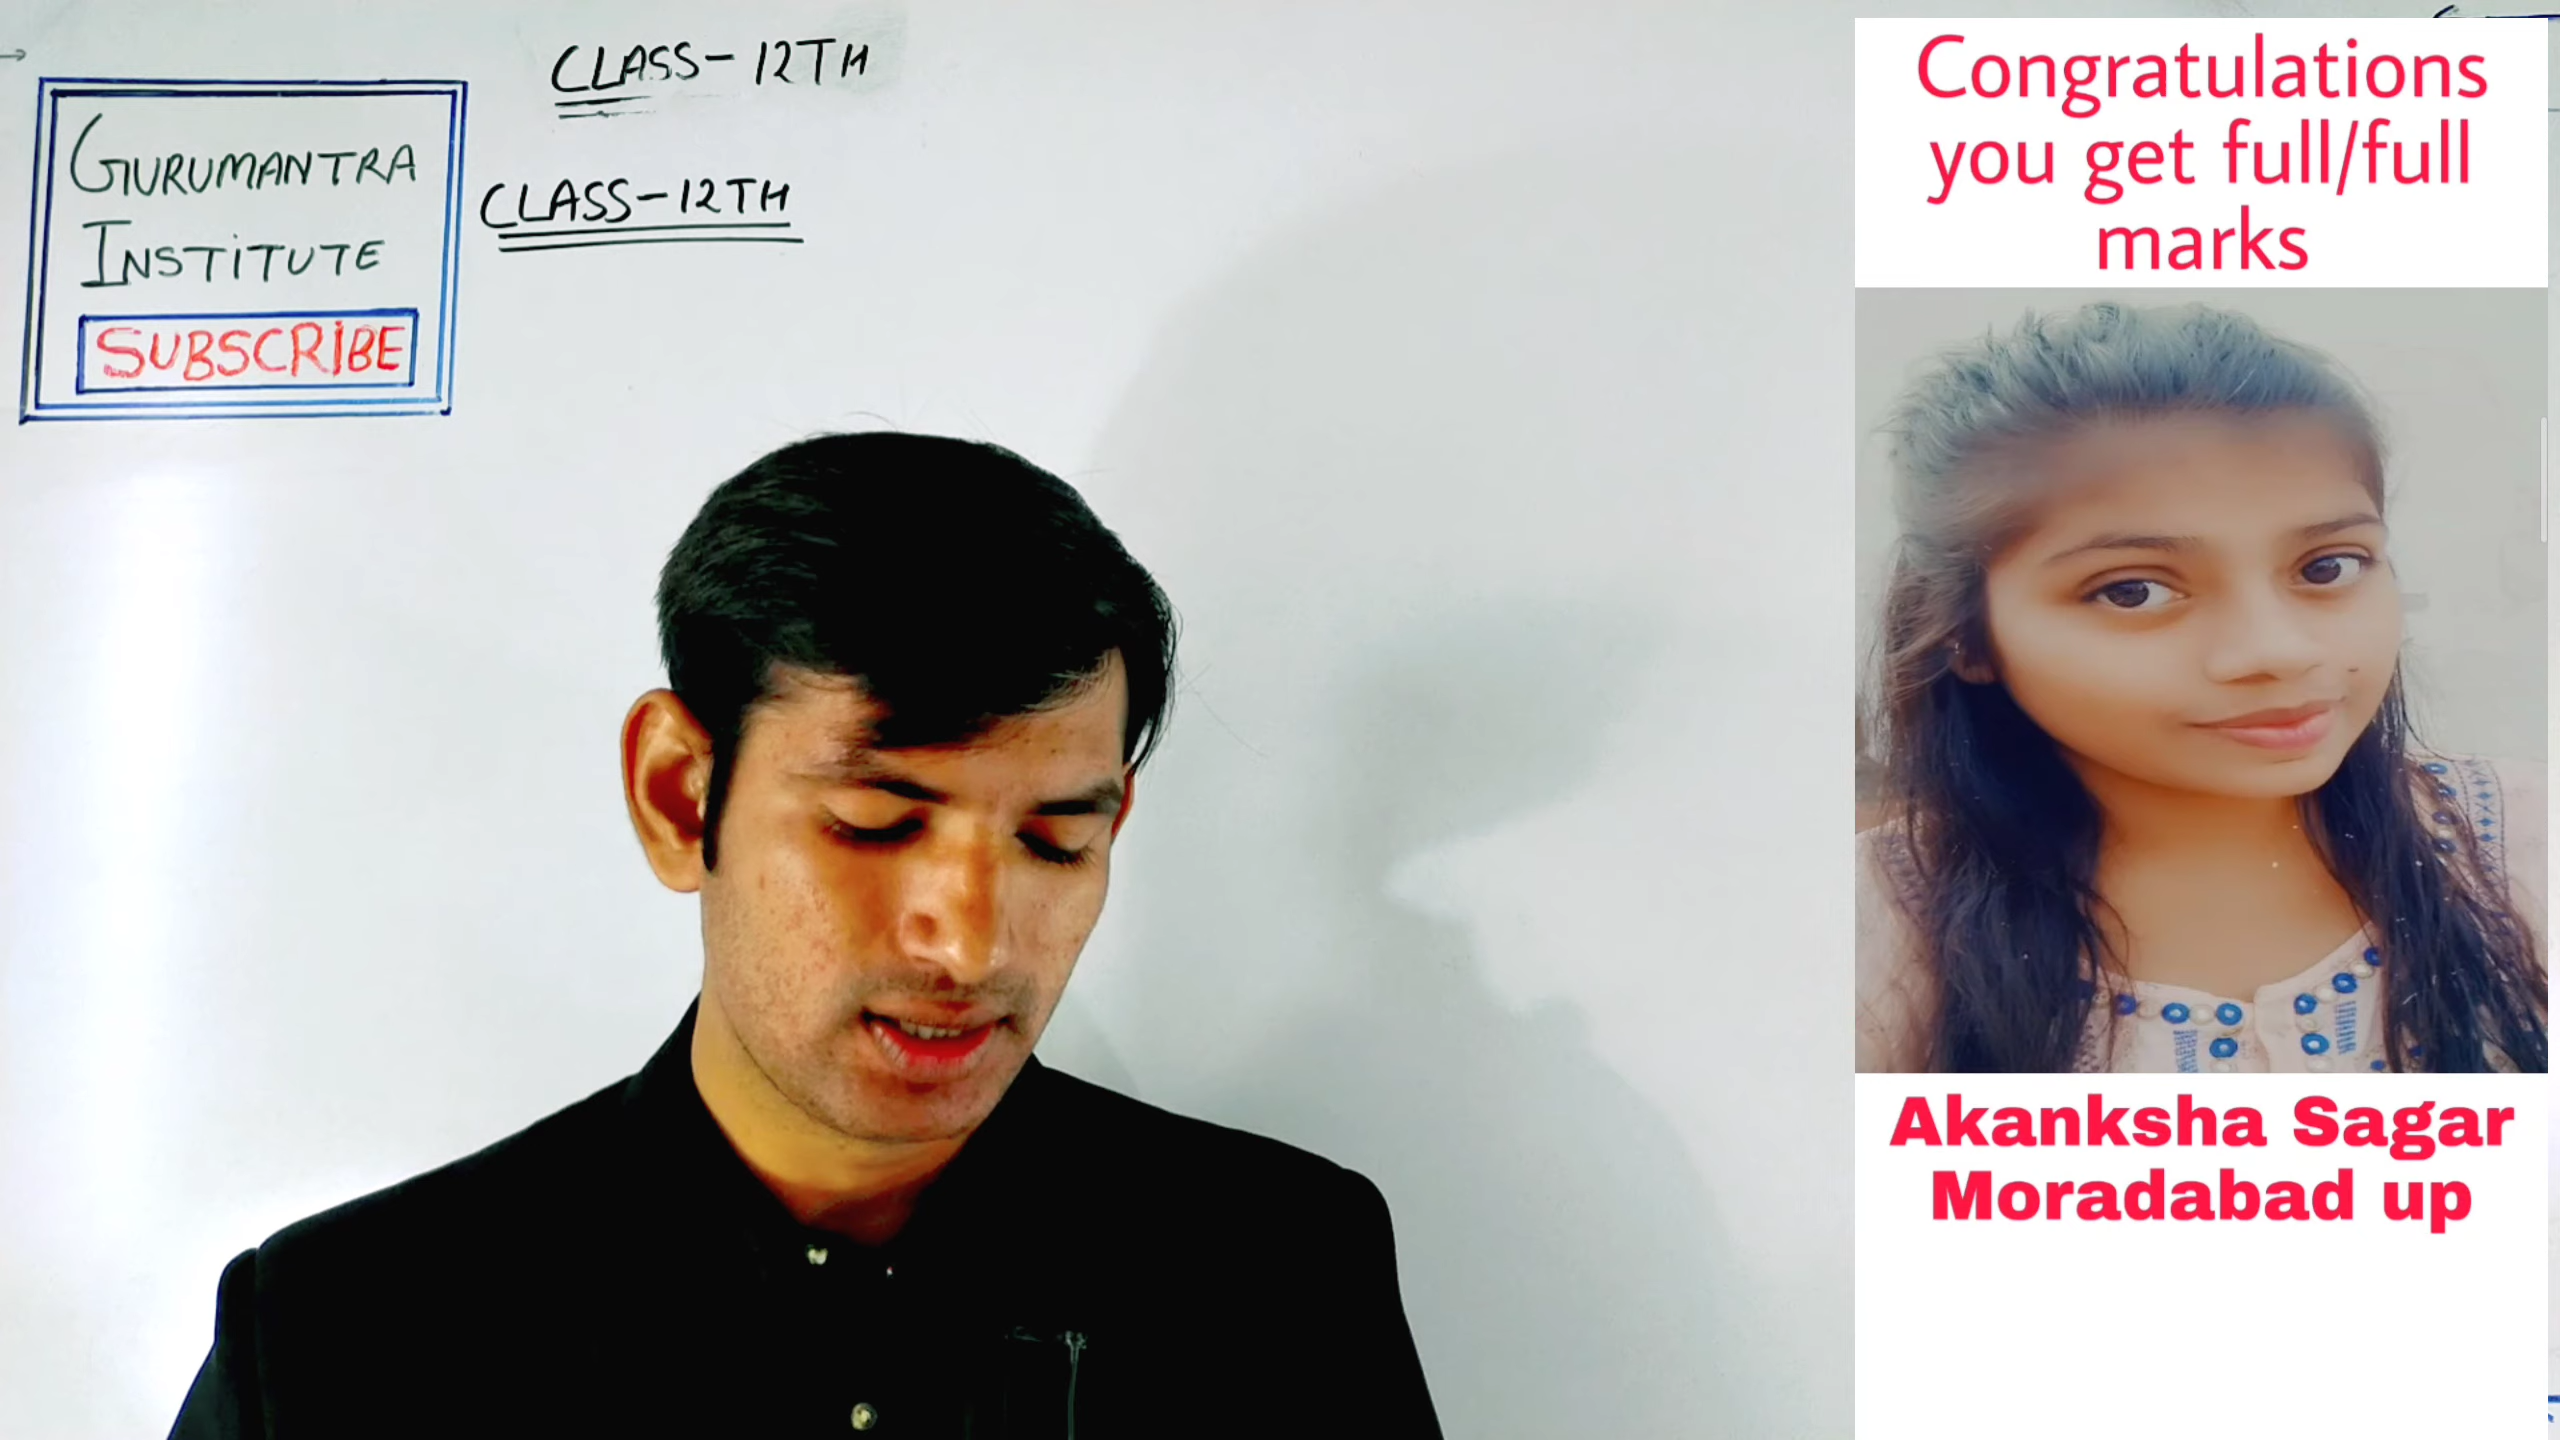 CLASS-12TH
GURUMANTRA
INSTITUTE
SUBSCRIBE
CLASS-12TH
Congratulations
you get full/full
marks
Akanksha Sagar
Moradabad up